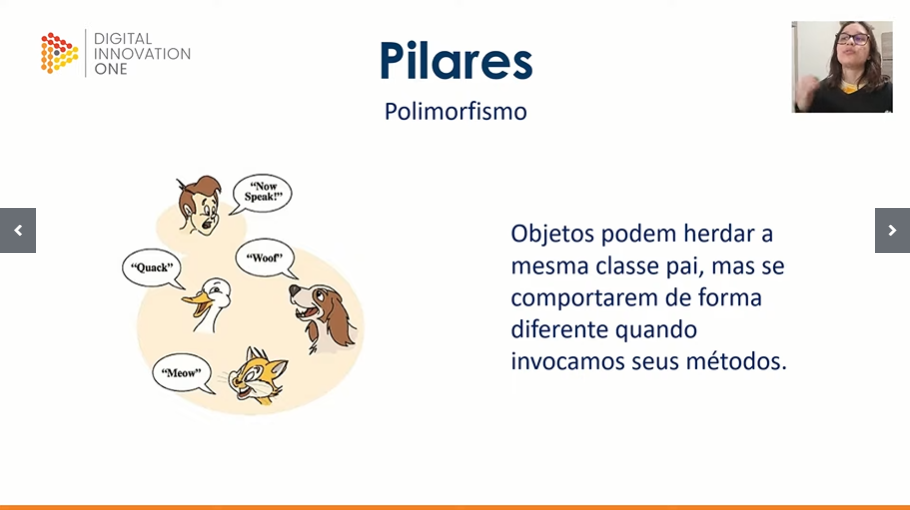 DIGITAL
INNOVATION
ONE
Pilares
Polimorfismo
“Now
Speak!”
“Quack”
“Woof”
“Meow”
Objetos podem herdar a
mesma classe pai, mas se
comportarem de forma
diferente quando
invocamos seus métodos.